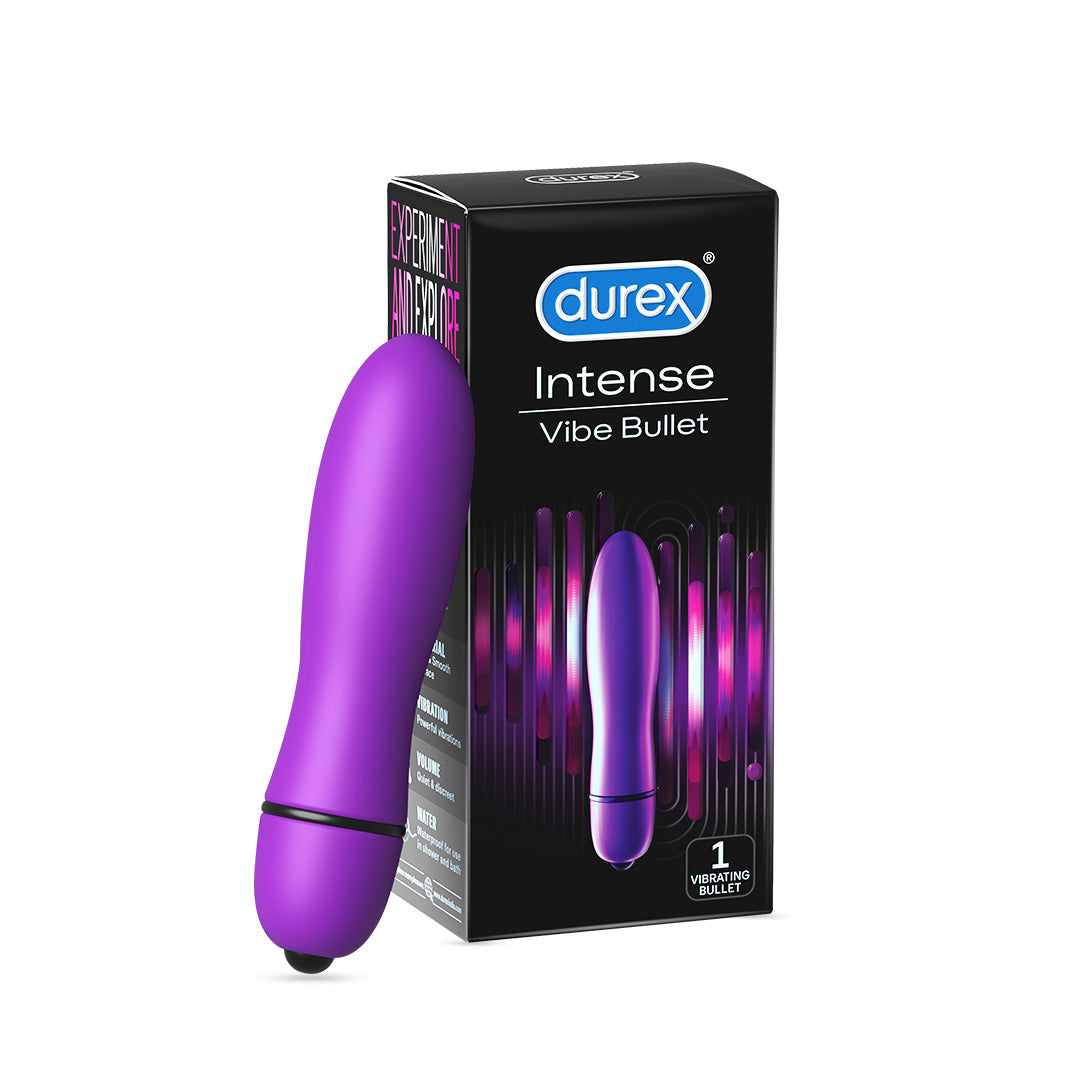 durex
EXPERIMENT
AND EXPLORE
durex®
Intense
Vibe Bullet
Smooth
VIBRATION
Powerful vibrations
VOLUME
Quiet & discreet
WATER
Waterproof for use
in shower and bath
1
VIBRATING
BULLET